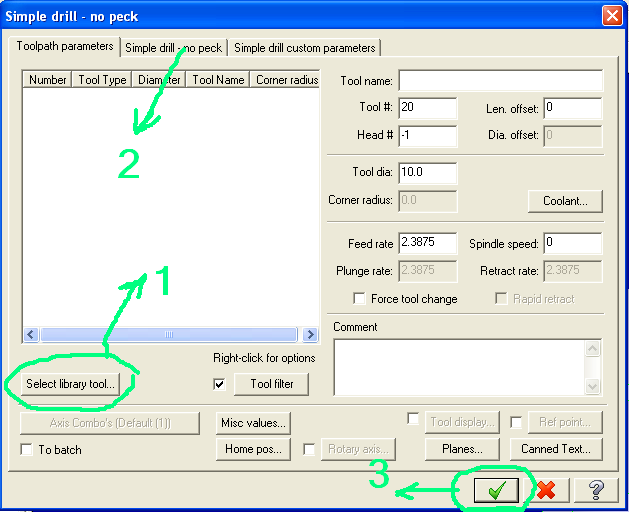 Simple drill - no peck
Toolpath parameters Simple drill - no peck Simple drill custom parameters
Number Tool Type Diameter Tool Name Corner radius
Tool name:
Tool #: 20 Len. offset: 0
Head # -1 Dia. offset: 0
2
Tool dia: 10.0
Corner radius: 0.0 Coolant...
Feed rate 2.3875 Spindle speed: 0
Plunge rate: 2.3875 Retract rate: 2.3875
1
Force tool change Rapid retract
Comment
Right-click for options
Select library tool... Tool filter
Axis Combo's (Default (1)) Misc values... Tool display... Ref point...
To batch Home pos... Rotary axis... Planes... Canned Text...
3
?